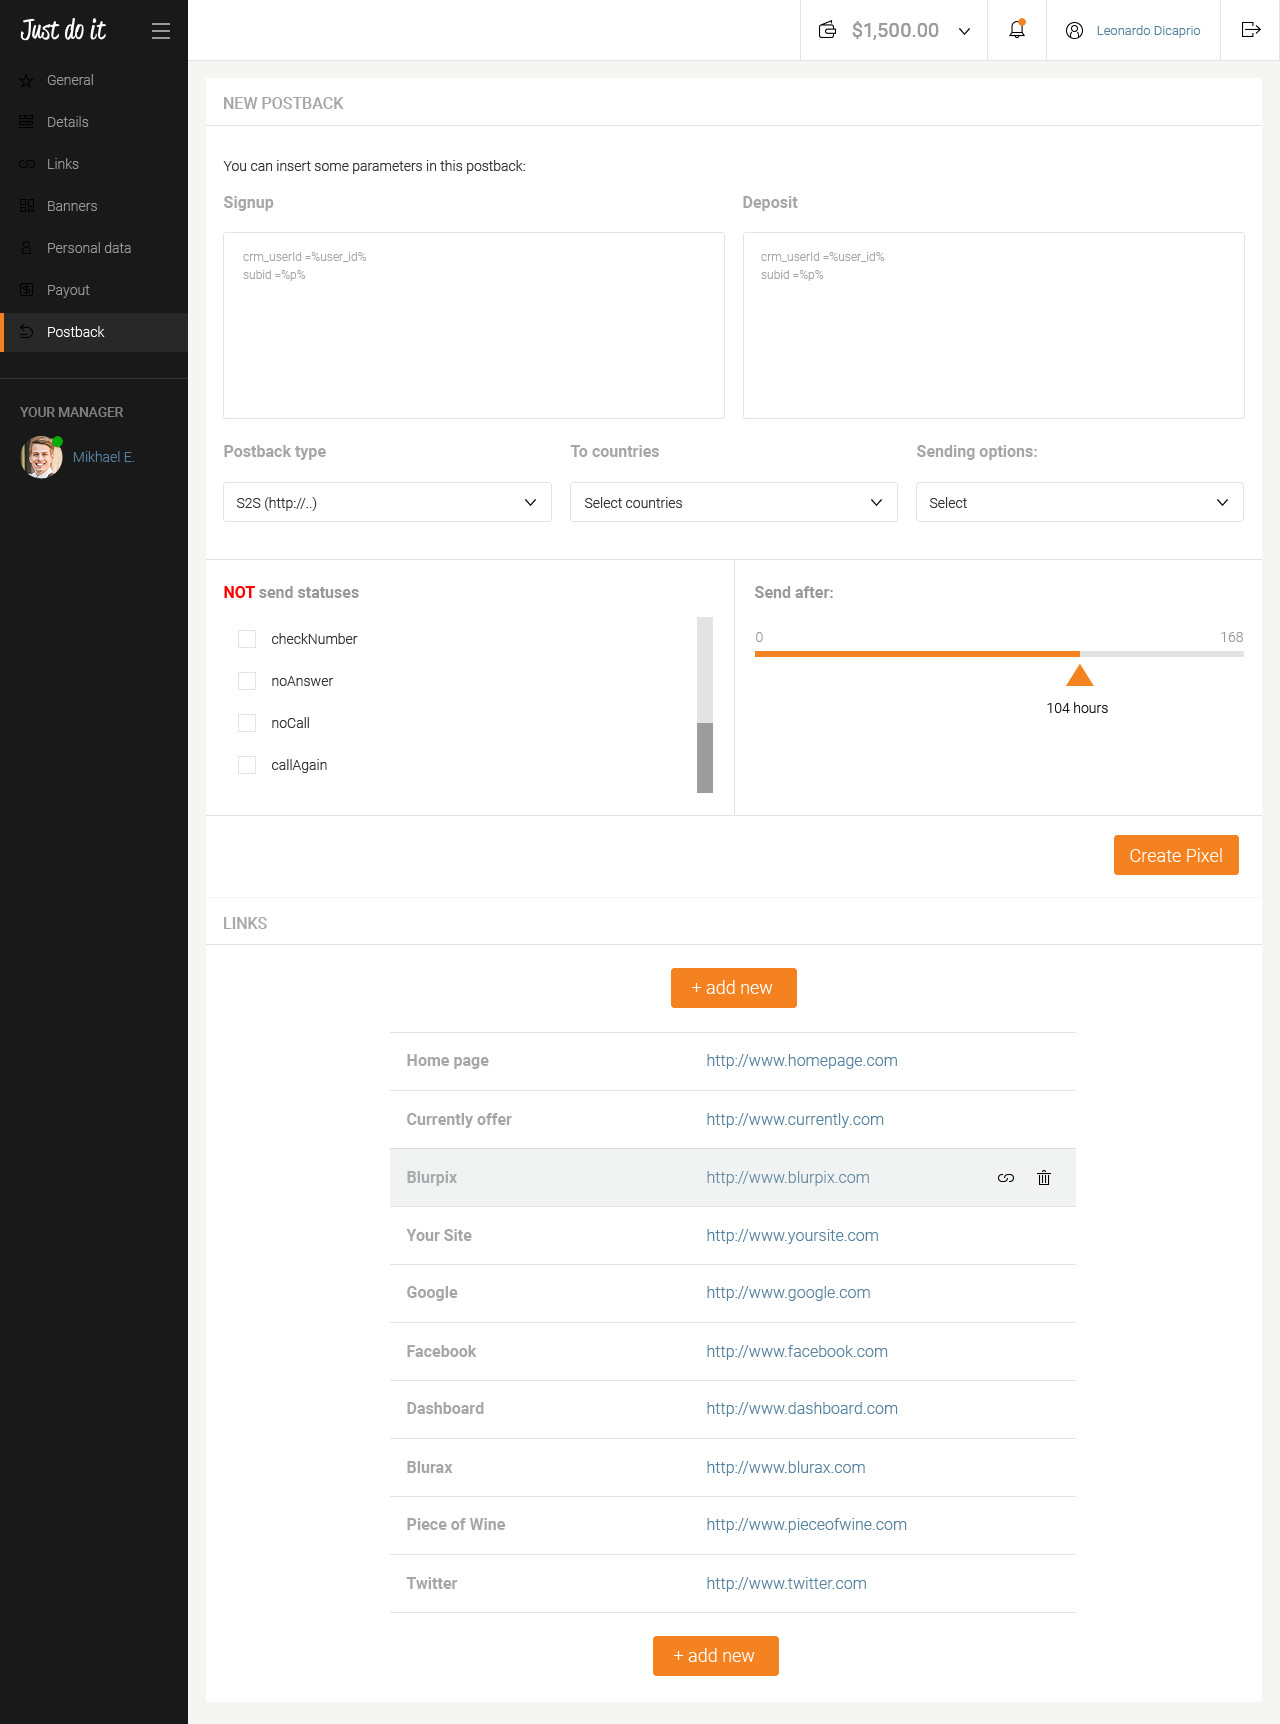 Just do it
$1,500.00
Leonardo Dicaprio
General
Details
Links
Banners
Personal data
Payout
Postback
YOUR MANAGER
Mikhael E.
NEW POSTBACK
You can insert some parameters in this postback:
Signup
Deposit
crm_userId =%user_id%
subid =%p%
crm_userId =%user_id%
subid =%p%
Postback type
To countries
Sending options:
S2S (http://..)
Select countries
Select
NOT send statuses
checkNumber
noAnswer
noCall
callAgain
Send after:
0
168
104 hours
Create Pixel
LINKS
+ add new
Home page
http://www.homepage.com
Currently offer
http://www.currently.com
Blurpix
http://www.blurpix.com
Your Site
http://www.yoursite.com
Google
http://www.google.com
Facebook
http://www.facebook.com
Dashboard
http://www.dashboard.com
Blurax
http://www.blurax.com
Piece of Wine
http://www.pieceofwine.com
Twitter
http://www.twitter.com
+ add new